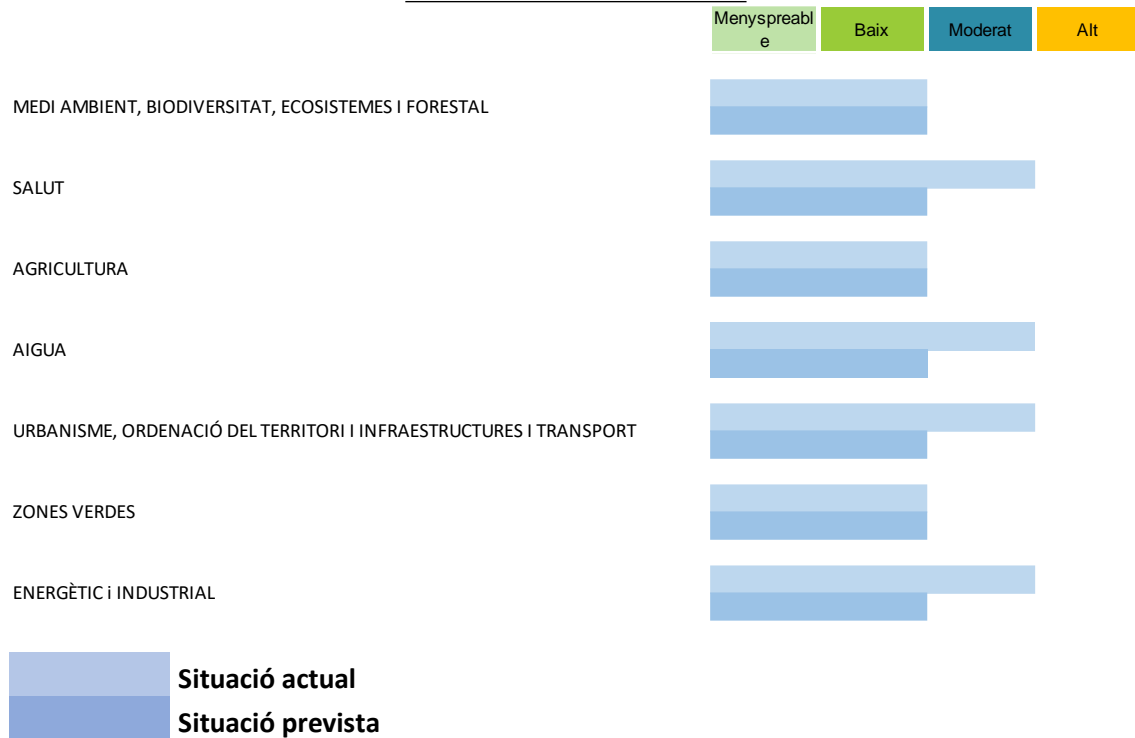 Menyspreabl
e
Baix
Moderat
Alt
MEDI AMBIENT, BIODIVERSITAT, ECOSISTEMES I FORESTAL
SALUT
AGRICULTURA
AIGUA
URBANISME, ORDENACIÓ DEL TERRITORI I INFRAESTRUCTURES I TRANSPORT
ZONES VERDES
ENERGÈTIC i INDUSTRIAL
Situació actual
Situació prevista